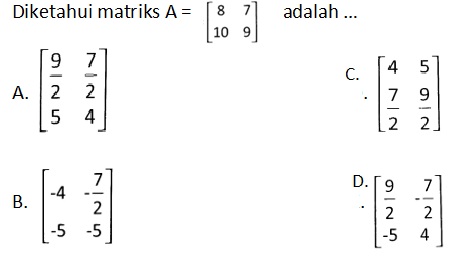 Diketahui matriks A = [8 7 10 9] adalah ...
A. [9/2 7/2 5 4]
B. [-4 -7/2 -5 -5]
C. [4 5 7/2 9/2]
D. [9/2 -7/2 -5 4]